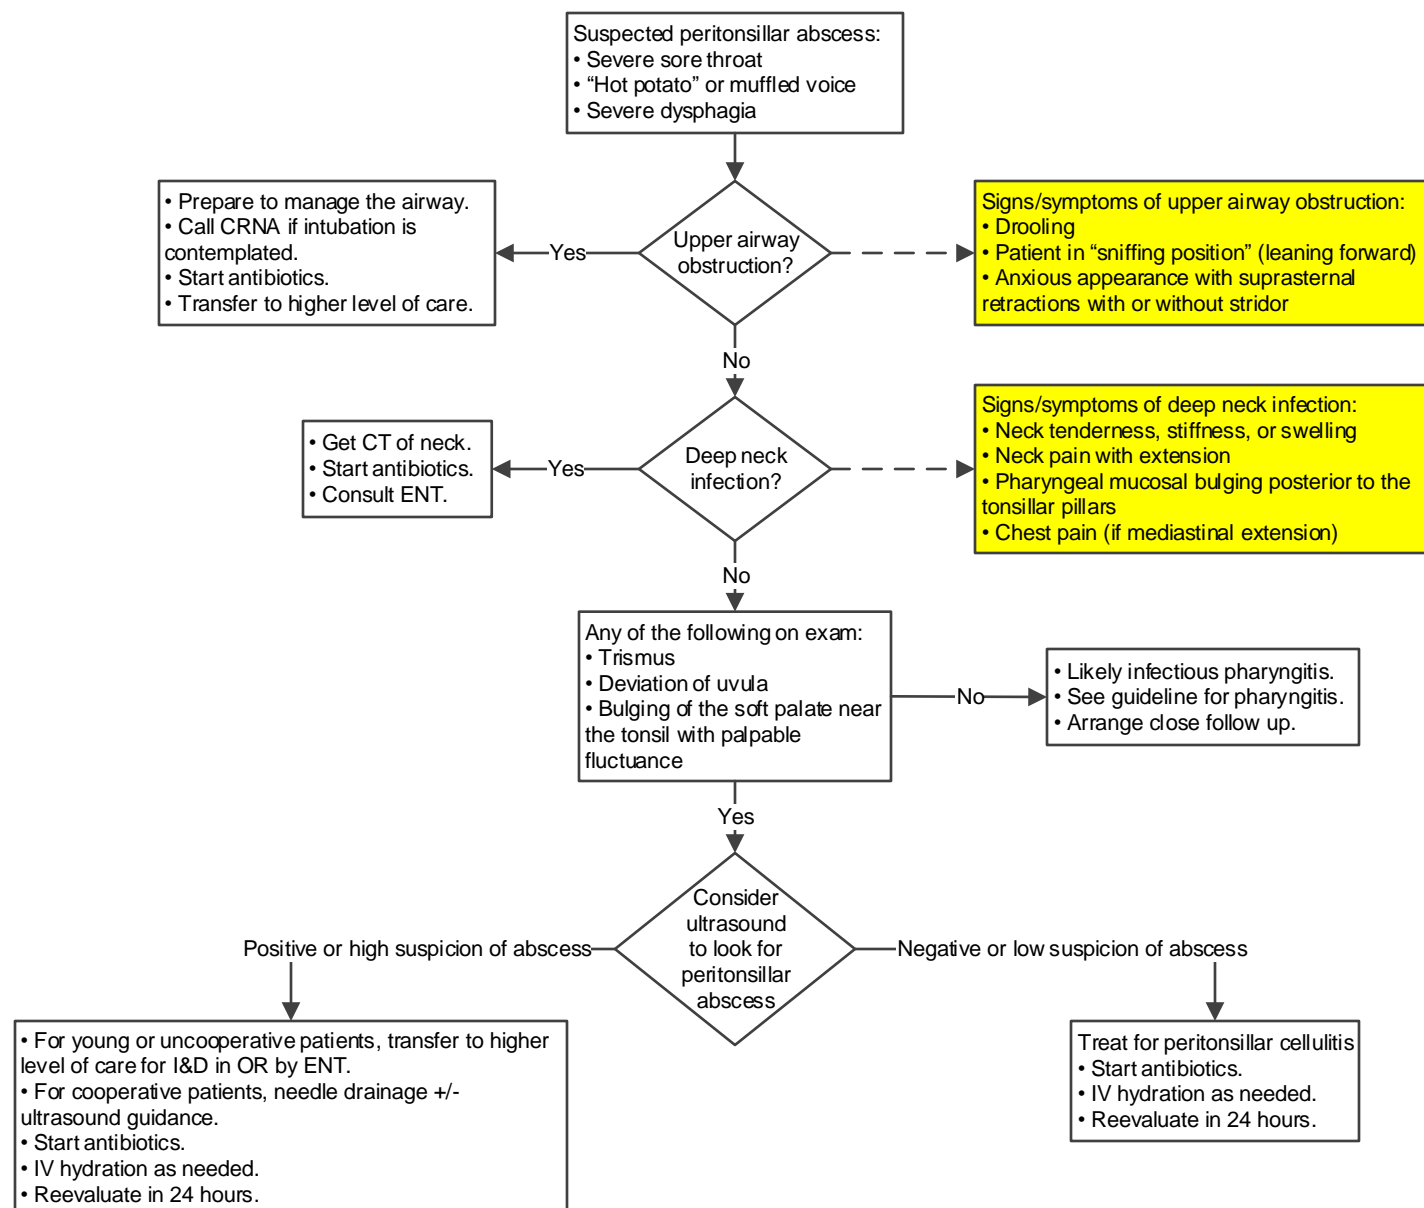 Suspected peritonsillar abscess:
• Severe sore throat
• “Hot potato” or muffled voice
• Severe dysphagia
• Prepare to manage the airway.
• Call CRNA if intubation is
contemplated.
• Start antibiotics.
• Transfer to higher level of care.
Yes
Upper airway
obstruction?
Signs/symptoms of upper airway obstruction:
• Drooling
• Patient in “sniffing position” (leaning forward)
• Anxious appearance with suprasternal
retractions with or without stridor
No
• Get CT of neck.
• Start antibiotics.
• Consult ENT.
Yes
Deep neck
infection?
Signs/symptoms of deep neck infection:
• Neck tenderness, stiffness, or swelling
• Neck pain with extension
• Pharyngeal mucosal bulging posterior to the
tonsillar pillars
• Chest pain (if mediastinal extension)
No
Any of the following on exam:
• Trismus
• Deviation of uvula
• Bulging of the soft palate near
the tonsil with palpable
fluctuance
No
• Likely infectious pharyngitis.
• See guideline for pharyngitis.
• Arrange close follow up.
Yes
Consider
ultrasound
to look for
peritonsillar
abscess
Positive or high suspicion of abscess
Negative or low suspicion of abscess
• For young or uncooperative patients, transfer to higher
level of care for I&D in OR by ENT.
• For cooperative patients, needle drainage +/-
ultrasound guidance.
• Start antibiotics.
• IV hydration as needed.
• Reevaluate in 24 hours.
Treat for peritonsillar cellulitis
• Start antibiotics.
• IV hydration as needed.
• Reevaluate in 24 hours.